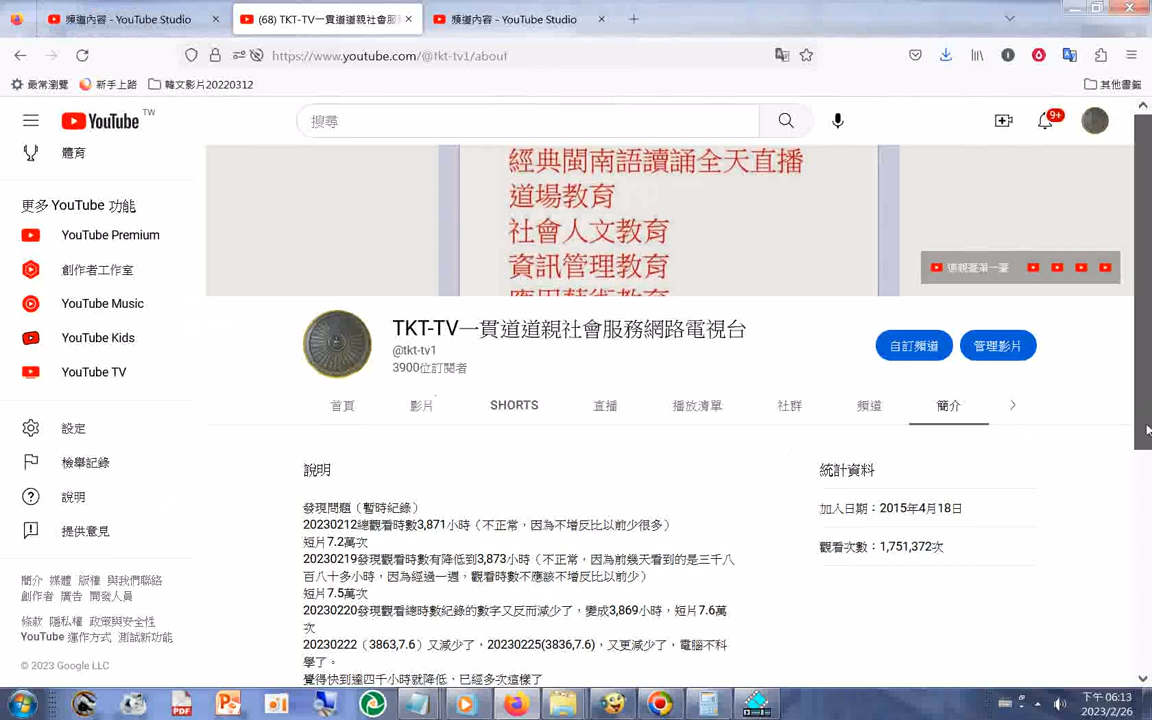 頻道內容 - YouTube Studio
(68) TKT-TV一貫道道親社會服
頻道內容 - YouTube Studio
https://www.youtube.com/@tkt-tv1/about
最常瀏覽
新手上路
韓文影片20220312
其他書籤
YouTube TW
搜尋
9+
體育
更多 YouTube 功能
YouTube Premium
創作者工作室
YouTube Music
YouTube Kids
YouTube TV
設定
檢舉記錄
說明
提供意見
簡介 媒體 版權 與我們聯絡
創作者 廣告 開發人員
條款 隱私權 政策與安全性
YouTube 運作方式 測試新功能
© 2023 Google LLC
經典閩南語讀誦全天直播
道場教育
社會人文教育
資訊管理教育
應用藝術教育
道親臺第一臺
TKT-TV一貫道道親社會服務網路電視台
@tkt-tv1
3900位訂閱者
自訂頻道
管理影片
首頁
影片
SHORTS
直播
播放清單
社群
頻道
簡介
說明
發現問題（暫時紀錄）
20230212總觀看時數3,871小時（不正常，因為不增反比以前少很多）
短片7.2萬次
20230219發現觀看時數有降低到3,873小時（不正常，因為前幾天看到的是三千八
百八十多小時，因為經過一週，觀看時數不應該不增反比以前少）
短片7.5萬次
20230220發現觀看總時數紀錄的數字又反而減少了，變成3,869小時，短片7.6萬
次
20230222（3863,7.6）又減少了，20230225(3836,7.6)，又更減少了，電腦不科
學了。
覺得快到達四千小時就降低，已經多次這樣了
統計資料
加入日期：2015年4月18日
觀看次數：1,751,372次
PDF
下午 06:13
2023/2/26